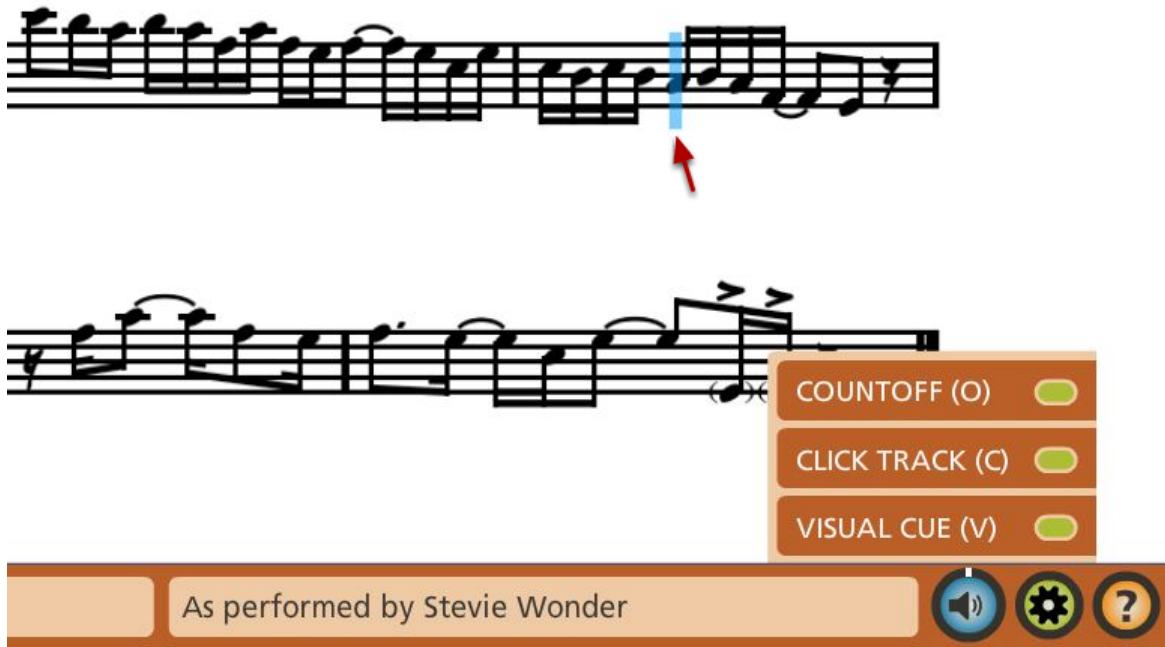 COUNTOFF (O)
CLICK TRACK (C)
VISUAL CUE (V)
As performed by Stevie Wonder
?